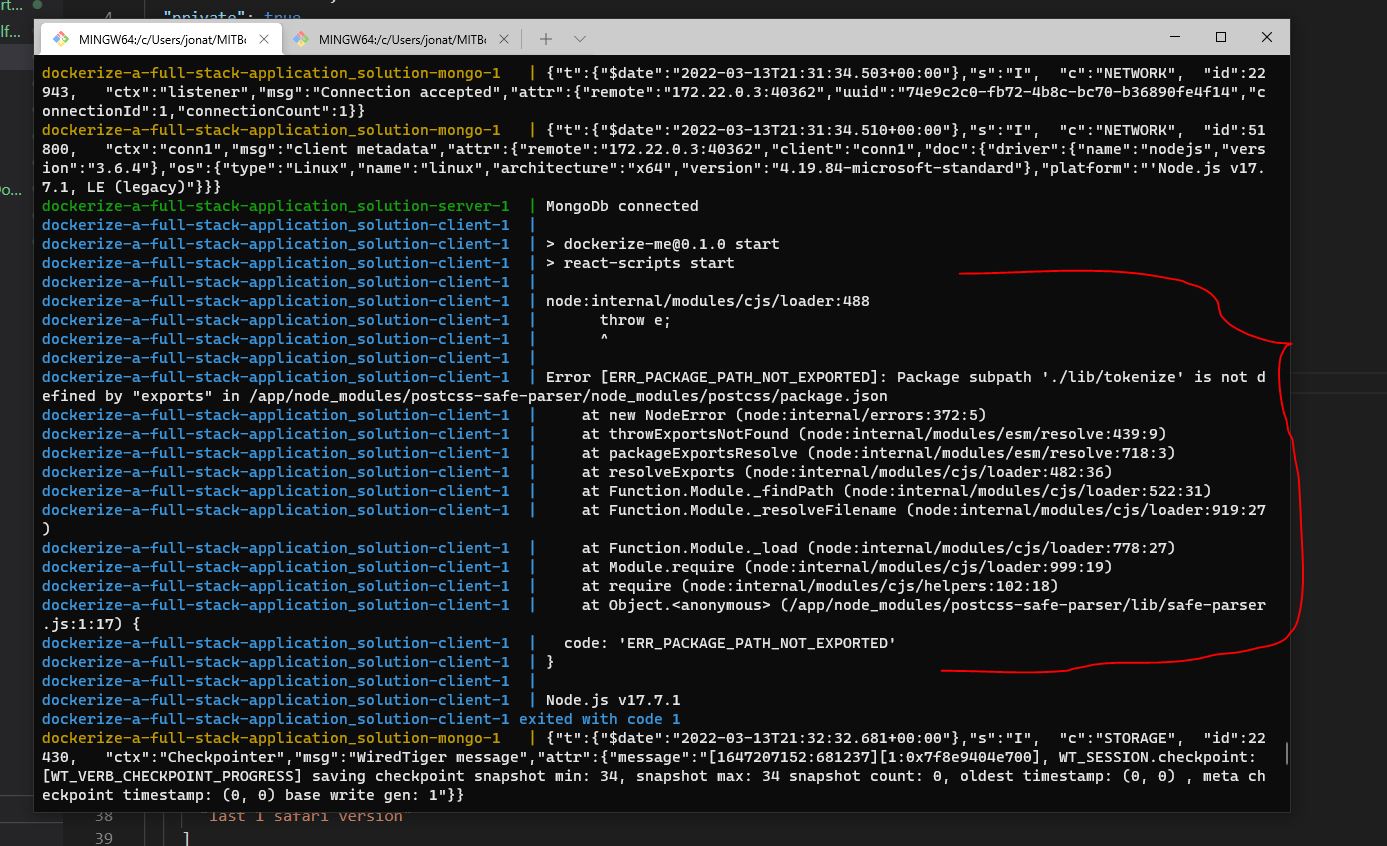 rt...
4
"private": true
lf...
MINGW64:/c/Users/jonat/MITBc
MINGW64:/c/Users/jonat/MITBc
dockerize-a-full-stack-application_solution-mongo-1   | {"t":{"$date":"2022-03-13T21:31:34.503+00:00"},"s":"I",  "c":"NETWORK",  "id":22
943,   "ctx":"listener","msg":"Connection accepted","attr":{"remote":"172.22.0.3:40362","uuid":"74e9c2c0-fb72-4b8c-bc70-b36890fe4f14","c
onnectionId":1,"connectionCount":1}}
dockerize-a-full-stack-application_solution-mongo-1   | {"t":{"$date":"2022-03-13T21:31:34.510+00:00"},"s":"I",  "c":"NETWORK",  "id":51
800,   "ctx":"conn1","msg":"client metadata","attr":{"remote":"172.22.0.3:40362","client":"conn1","doc":{"driver":{"name":"nodejs","vers
ion":"3.6.4"},"os":{"type":"Linux","name":"linux","architecture":"x64","version":"4.19.84-microsoft-standard"},"platform":"'Node.js v17.
7.1, LE (legacy)"}}}
dockerize-a-full-stack-application_solution-server-1  | MongoDb connected
dockerize-a-full-stack-application_solution-client-1  |
dockerize-a-full-stack-application_solution-client-1  | > dockerize-me@0.1.0 start
dockerize-a-full-stack-application_solution-client-1  | > react-scripts start
dockerize-a-full-stack-application_solution-client-1  |
dockerize-a-full-stack-application_solution-client-1  | node:internal/modules/cjs/loader:488
dockerize-a-full-stack-application_solution-client-1  |       throw e;
dockerize-a-full-stack-application_solution-client-1  |       ^
dockerize-a-full-stack-application_solution-client-1  |
dockerize-a-full-stack-application_solution-client-1  | Error [ERR_PACKAGE_PATH_NOT_EXPORTED]: Package subpath './lib/tokenize' is not d
efined by "exports" in /app/node_modules/postcss-safe-parser/node_modules/postcss/package.json
dockerize-a-full-stack-application_solution-client-1  |     at new NodeError (node:internal/errors:372:5)
dockerize-a-full-stack-application_solution-client-1  |     at throwExportsNotFound (node:internal/modules/esm/resolve:439:9)
dockerize-a-full-stack-application_solution-client-1  |     at packageExportsResolve (node:internal/modules/esm/resolve:718:3)
dockerize-a-full-stack-application_solution-client-1  |     at resolveExports (node:internal/modules/cjs/loader:482:36)
dockerize-a-full-stack-application_solution-client-1  |     at Function.Module._findPath (node:internal/modules/cjs/loader:522:31)
dockerize-a-full-stack-application_solution-client-1  |     at Function.Module._resolveFilename (node:internal/modules/cjs/loader:919:27
)
dockerize-a-full-stack-application_solution-client-1  |     at Function.Module._load (node:internal/modules/cjs/loader:778:27)
dockerize-a-full-stack-application_solution-client-1  |     at Module.require (node:internal/modules/cjs/loader:999:19)
dockerize-a-full-stack-application_solution-client-1  |     at require (node:internal/modules/cjs/helpers:102:18)
dockerize-a-full-stack-application_solution-client-1  |     at Object.<anonymous> (/app/node_modules/postcss-safe-parser/lib/safe-parser
.js:1:17) {
dockerize-a-full-stack-application_solution-client-1  |   code: 'ERR_PACKAGE_PATH_NOT_EXPORTED'
dockerize-a-full-stack-application_solution-client-1  | }
dockerize-a-full-stack-application_solution-client-1  |
dockerize-a-full-stack-application_solution-client-1  | Node.js v17.7.1
dockerize-a-full-stack-application_solution-client-1 exited with code 1
dockerize-a-full-stack-application_solution-mongo-1   | {"t":{"$date":"2022-03-13T21:32:32.681+00:00"},"s":"I",  "c":"STORAGE",  "id":22
430,   "ctx":"Checkpointer","msg":"WiredTiger message","attr":{"message":"[1647207152:681237][1:0x7f8e9404e700], WT_SESSION.checkpoint:
[WT_VERB_CHECKPOINT_PROGRESS] saving checkpoint snapshot min: 34, snapshot max: 34 snapshot count: 0, oldest timestamp: (0, 0) , meta ch
eckpoint timestamp: (0, 0) base write gen: 1"}}
o...
38
"last 1 safari version"
39
]